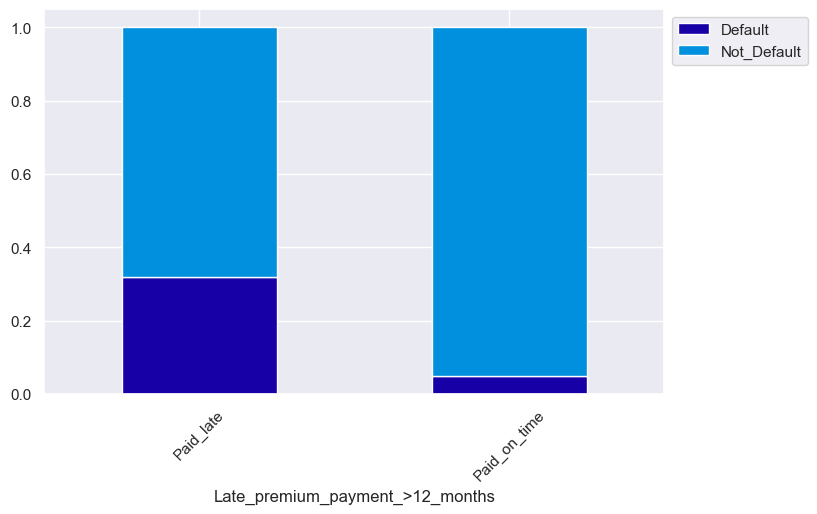 1.0
0.8
0.6
0.4
0.2
0.0
Default
Not_Default
Paid_late
Paid_on_time
Late_premium_payment_>12_months